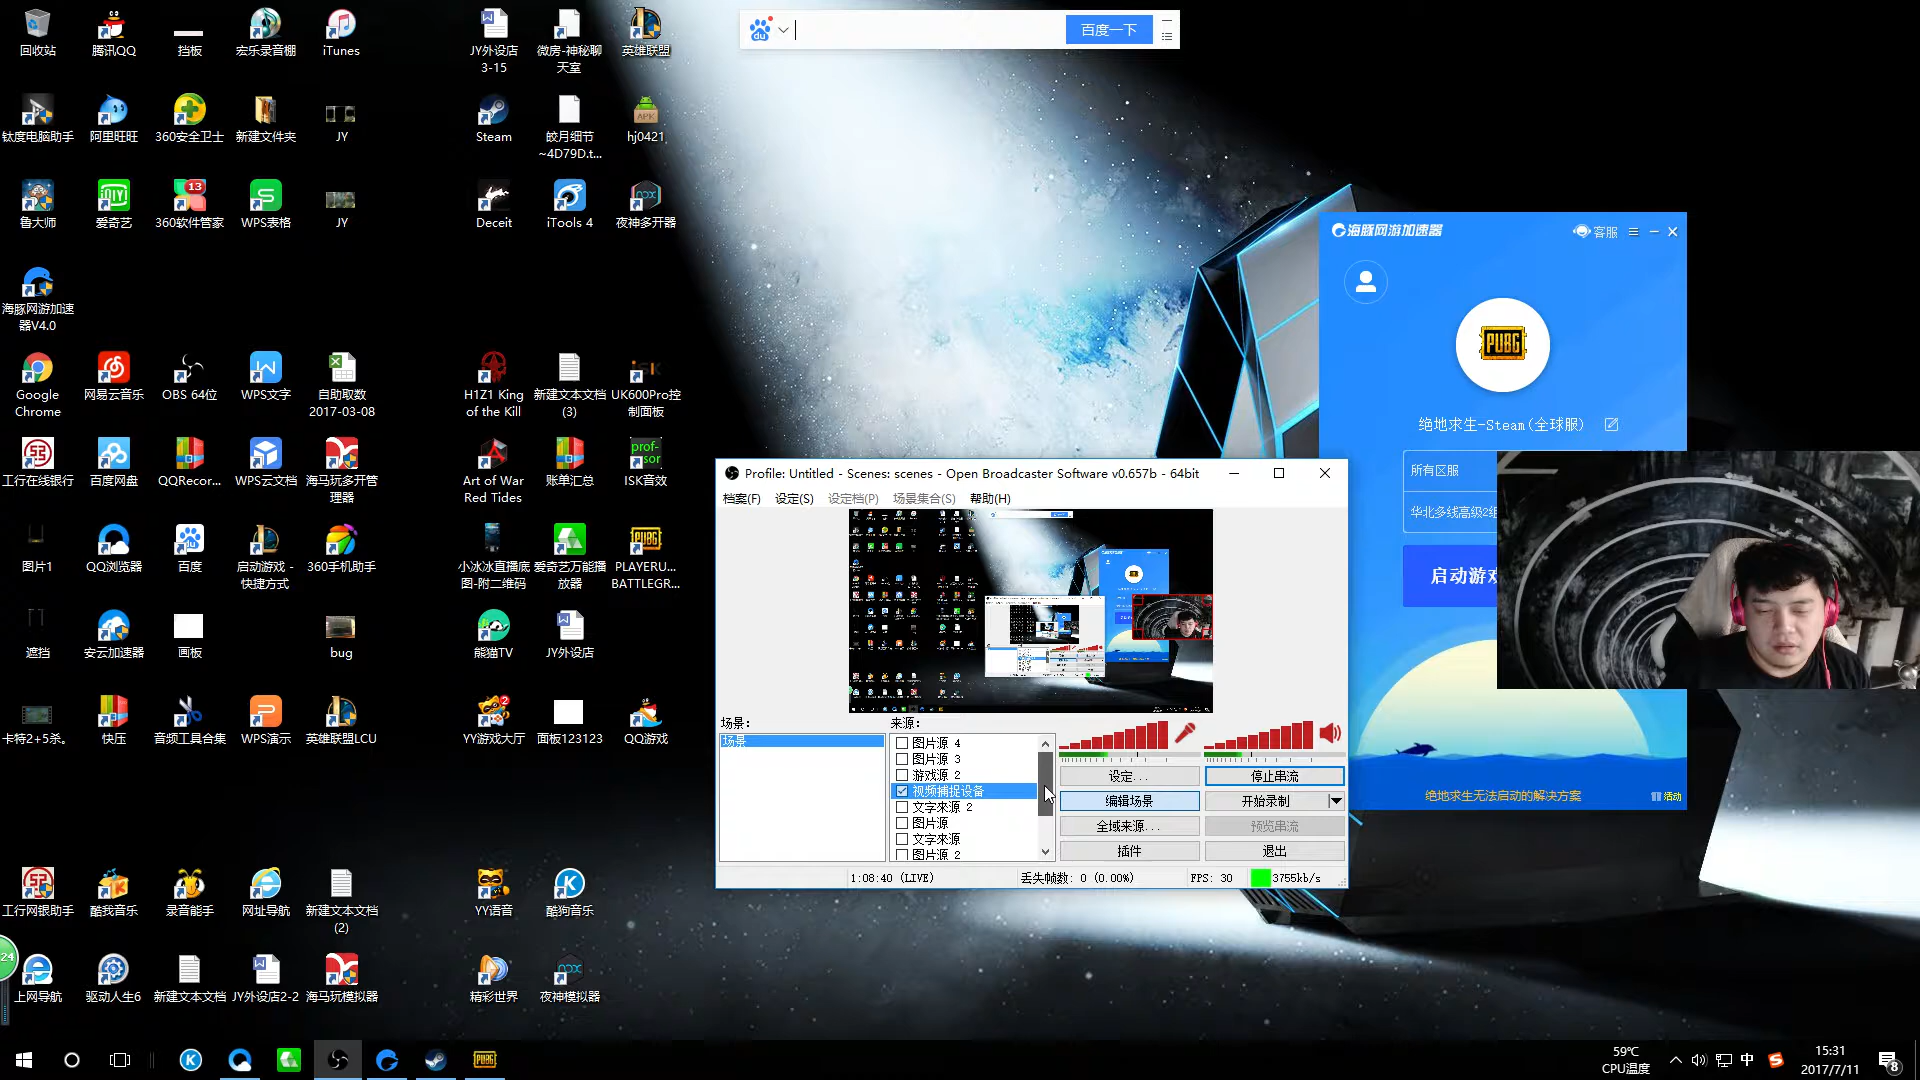 回收站
腾讯QQ
挡板
宏乐录音棚
iTunes
JY外设店
3-15
微房-神秘聊
天室
英雄联盟
百度一下
钛度电脑助手
阿里旺旺
360安全卫士
新建文件夹
JY
Steam
皎月细节
~4D79D.t...
hj0421
鲁大师
爱奇艺
360软件管家
WPS表格
JY
Deceit
iTools 4
夜神多开器
海豚网游加速
器V4.0
Google
Chrome
网易云音乐
OBS 64位
WPS文字
自助取数
2017-03-08
H1Z1 King
of the Kill
新建文本文档
(3)
UK600Pro控
制面板
工行在线银行
百度网盘
QQRecor...
WPS云文档
海马玩多开管
理器
Art of War
Red Tides
账单汇总
ISK音效
图片1
QQ浏览器
百度
启动游戏 -
快捷方式
360手机助手
小冰冰直播底
图-附二维码
爱奇艺万能播
放器
PLAYERU...
BATTLEGR...
遮挡
安云加速器
画板
bug
熊猫TV
JY外设店
卡特2+5杀。
快压
音频工具合集
WPS演示
英雄联盟LCU
YY游戏大厅
面板123123
QQ游戏
工行网银助手
酷我音乐
录音能手
网址导航
新建文本文档
(2)
YY语音
酷狗音乐
上网导航
驱动人生6
新建文本文档
JY外设店2-2
海马玩模拟器
精彩世界
夜神模拟器
24
海豚网游加速器
客服
PUBG
绝地求生-Steam(全球服)
所有区服
华北多线高级2组
启动游戏
绝地求生无法启动的解决方案
活动
Profile: Untitled - Scenes: scenes - Open Broadcaster Software v0.657b - 64bit
档案(F)
设定(S)
设定档(P)
场景集合(S)
帮助(H)
场景:
来源:
场景
图片源 4
图片源 3
游戏源 2
视频捕捉设备
文字來源 2
图片源
文字來源
图片源 2
设定...
停止串流
编辑场景
开始录制
全域来源...
预览串流
插件
退出
1:08:40 (LIVE)
丢失帧数: 0 (0.00%)
FPS: 30
3755kb/s
59℃
CPU温度
中
15:31
2017/7/11
8